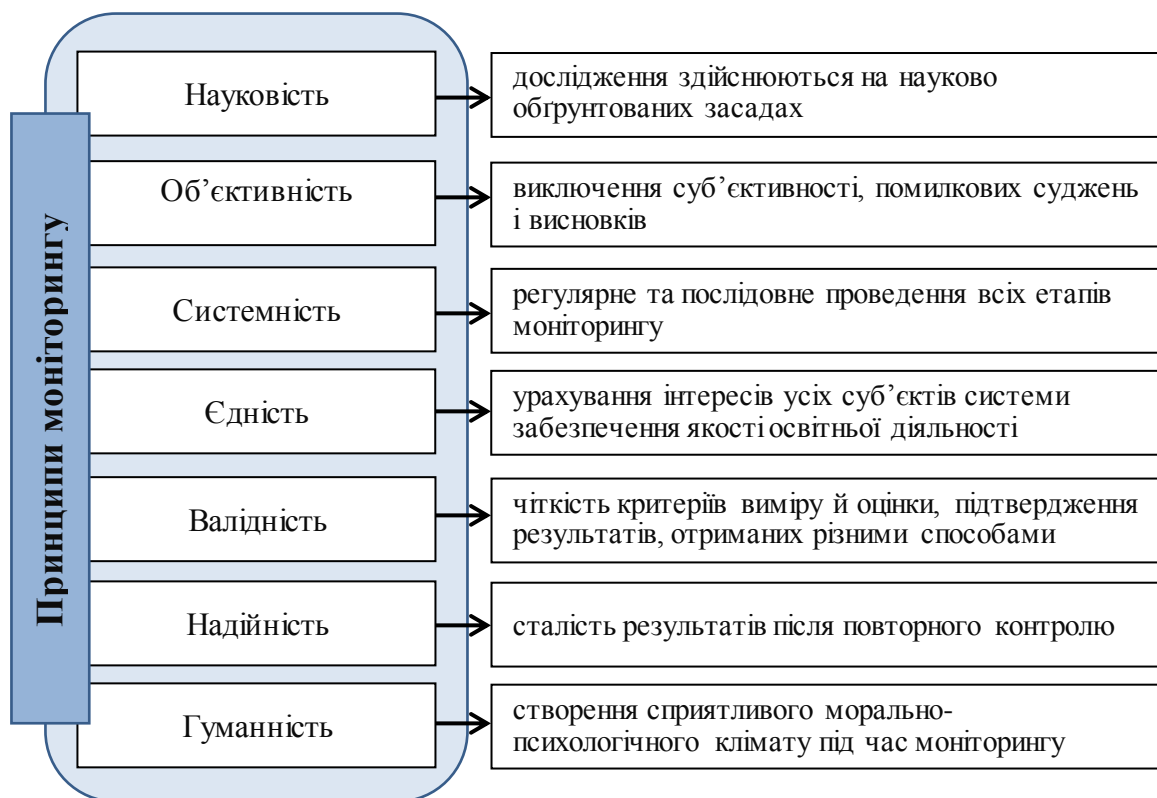 Принципи моніторингу
Науковість
дослідження здійснюються на науково
обґрунтованих засадах
Об’єктивність
виключення суб’єктивності, помилкових суджень
і висновків
Системність
регулярне та послідовне проведення всіх етапів
моніторингу
Єдність
урахування інтересів усіх суб’єктів системи
забезпечення якості освітньої діяльності
Валідність
чіткість критеріїв виміру й оцінки, підтвердження
результатів, отриманих різними способами
Надійність
сталість результатів після повторного контролю
Гуманність
створення сприятливого морально-
психологічного клімату під час моніторингу